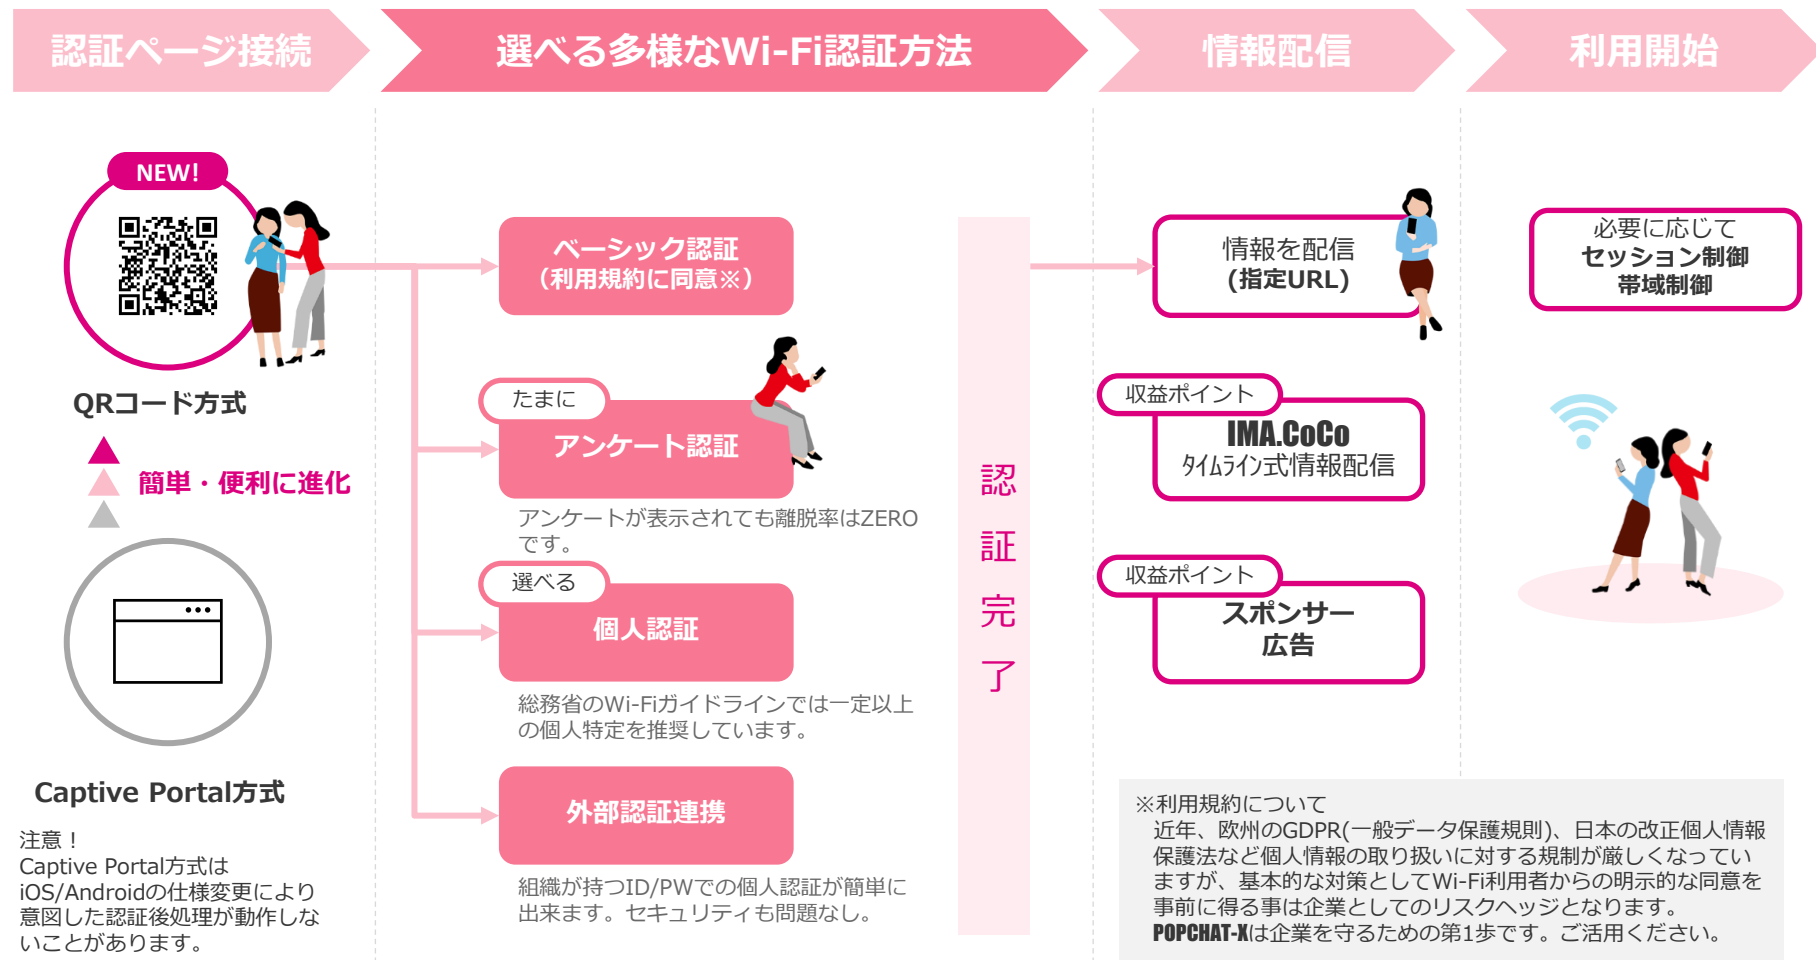 認証ページ接続
選べる多様なWi-Fi認証方法
情報配信
利用開始
NEW!
QRコード方式
簡単・便利に進化
Captive Portal方式
注意！
Captive Portal方式は
iOS/Androidの仕様変更により
意図した認証後処理が動作しな
いことがあります。
ベーシック認証
（利用規約に同意※）
たまに
アンケート認証
アンケートが表示されても離脱率はZERO
です。
選べる
個人認証
総務省のWi-Fiガイドラインでは一定以上
の個人特定を推奨しています。
外部認証連携
組織が持つID/PWでの個人認証が簡単に
出来ます。セキュリティも問題なし。
認
証
完
了
情報を配信
(指定URL)
収益ポイント
IMA.CoCo
ﾀｲﾑﾗｲﾝ式情報配信
収益ポイント
スポンサー
広告
必要に応じて
セッション制御
帯域制御
※利用規約について
近年、欧州のGDPR(一般データ保護規則)、日本の改正個人情報
保護法など個人情報の取り扱いに対する規制が厳しくなってい
ますが、基本的な対策としてWi-Fi利用者からの明示的な同意を
事前に得る事は企業としてのリスクヘッジとなります。
POPCHAT-Xは企業を守るための第1歩です。ご活用ください。